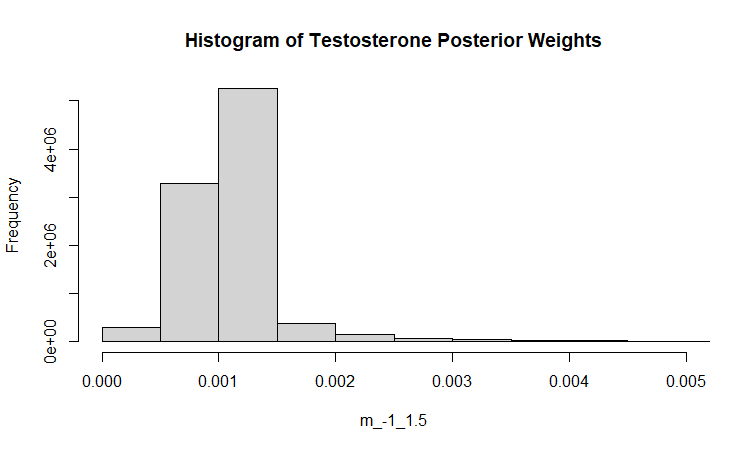 Histogram of Testosterone Posterior Weights
Frequency
4e+06
2e+06
0e+00
0.000 0.001 0.002 0.003 0.004 0.005
m_-1_1.5